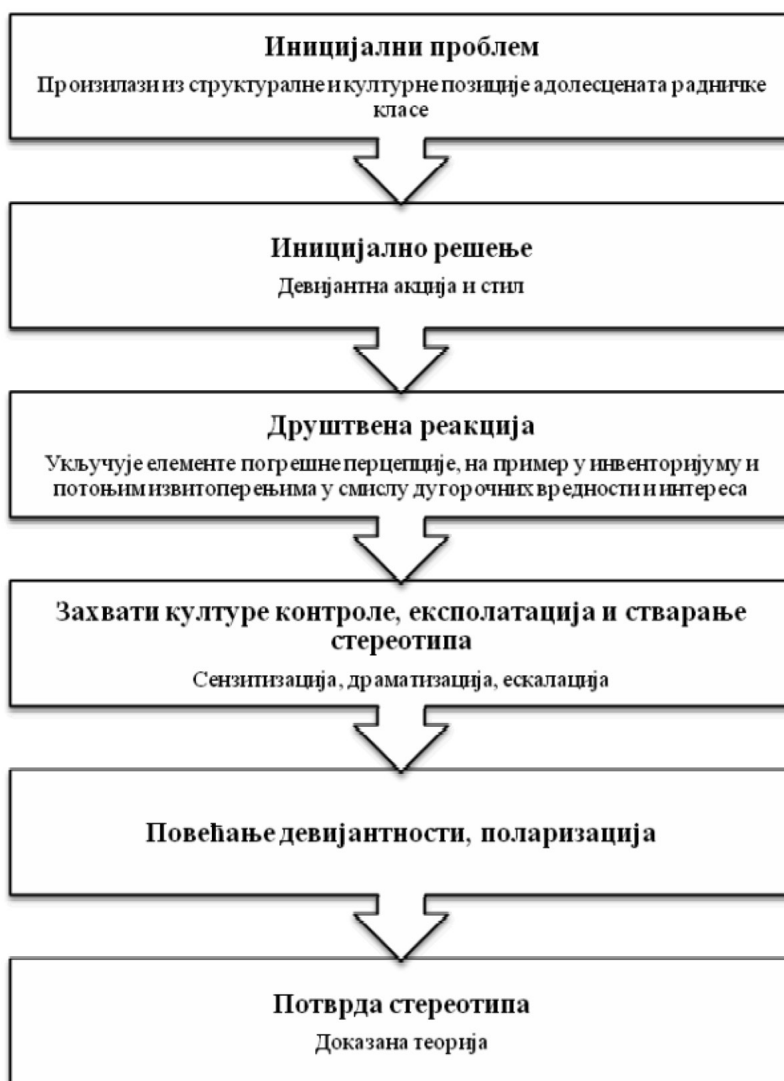 Иницијални проблем
Произилази из структуралне и културне позиције адолесцената радничке
класе
Иницијално решење
Девијантна акција и стил
Друштвена реакција
Укључује елементе погрешне перцепције, на пример у инвенторијуму и
потоњим извитоперењима у смислу дугорочних вредности и интереса
Захвати културе контроле, експолатација и стварање
стереотипа
Сензитизација, драматизација, ескалација
Повећање девијантности, поларизација
Потврда стереотипа
Доказана теорија